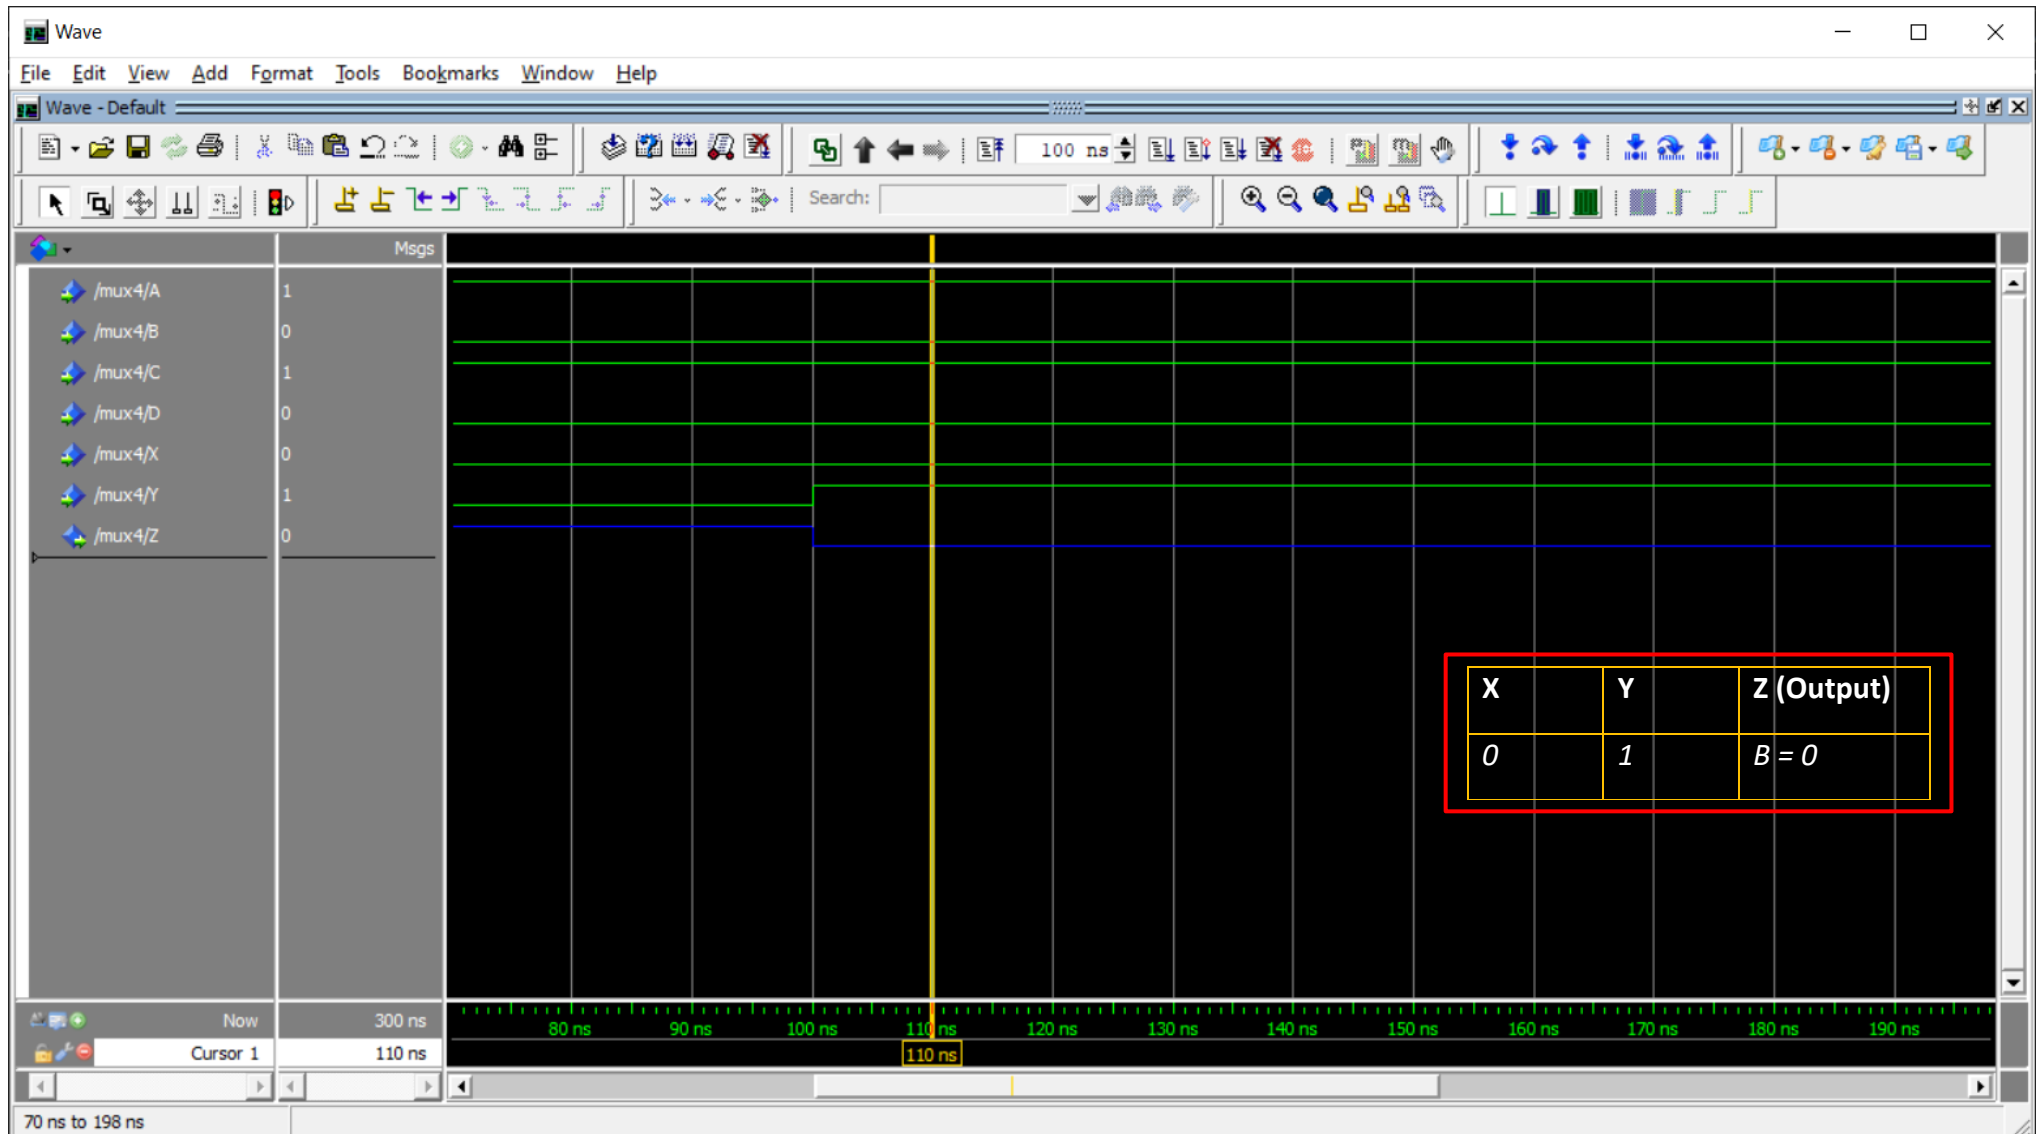 Wave
File Edit View Add Format Tools Bookmarks Window Help
Wave - Default
100 ns
Search:
Msgs
/mux4/A 1
/mux4/B 0
/mux4/C 1
/mux4/D 0
/mux4/X 0
/mux4/Y 1
/mux4/Z 0
X Y Z (Output)
0 1 B = 0
Now 300 ns
80 ns 90 ns 100 ns 110 ns 120 ns 130 ns 140 ns 150 ns 160 ns 170 ns 180 ns 190 ns
Cursor 1 110 ns 110 ns
70 ns to 198 ns